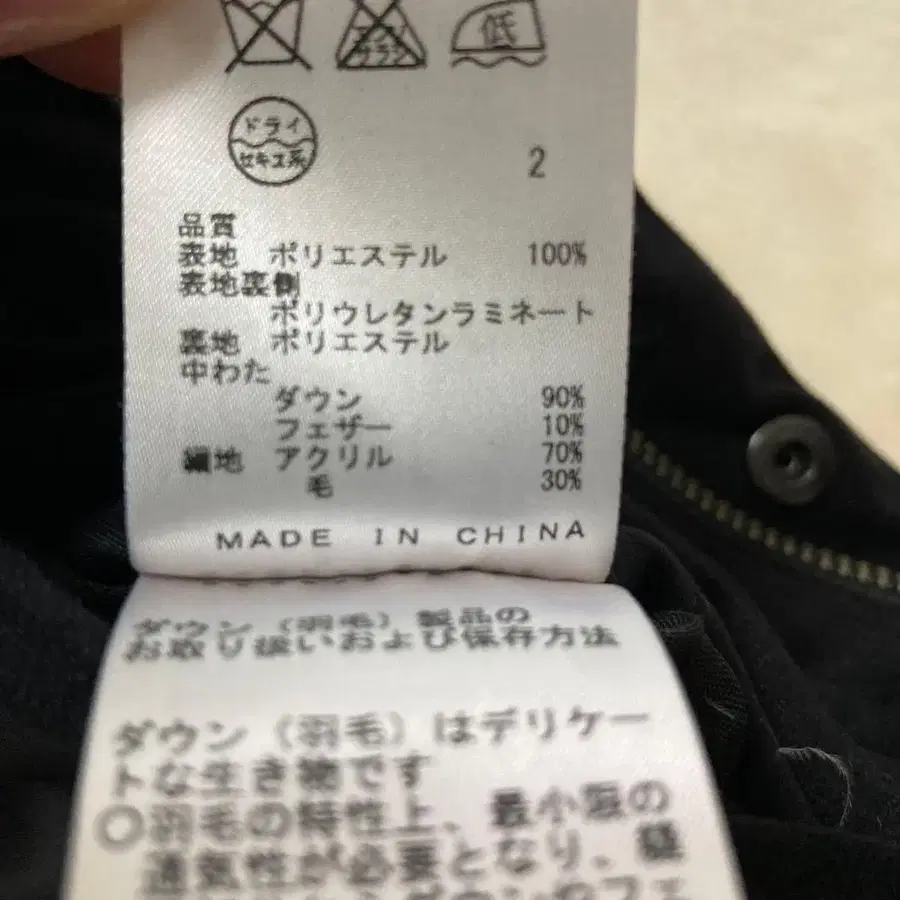 エンソ
サラシ
低
ドライ
セキユ系
2
品質
表地 ポリエステル 100%
表地裏側
ポリウレタンラミネート
裏地 ポリエステル
中わた
ダウン 90%
フェザー 10%
編地 アクリル 70%
毛 30%
MADE IN CHINA
ダウン(羽毛)製品の
お取り扱いおよび保存方法
ダウン(羽毛)はデリケー
トな生き物です
○羽毛の特性上、最小限の
通気性が必要となり、